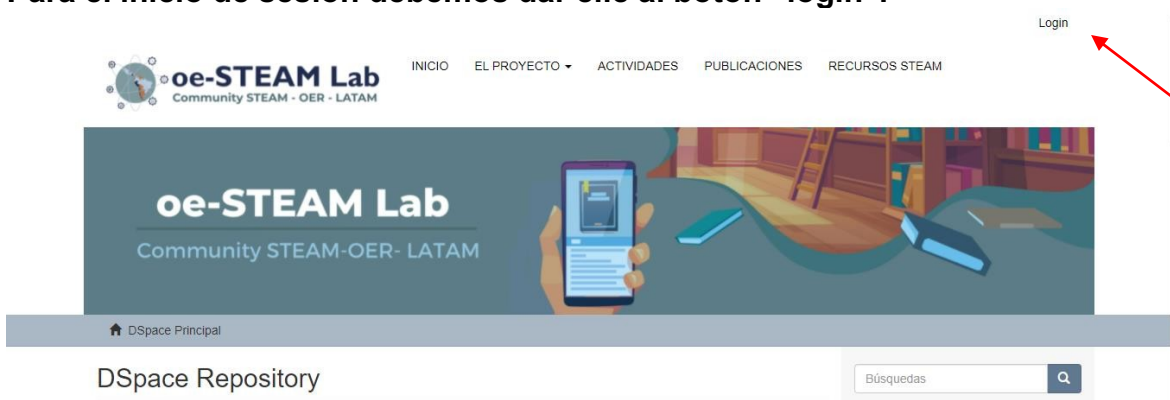 Para el inicio de sesión debemos dar clic al botón "login".
Login
oe-STEAM Lab
Community STEAM - OER - LATAM
INICIO EL PROYECTO ACTIVIDADES PUBLICACIONES RECURSOS STEAM
oe-STEAM Lab
Community STEAM-OER- LATAM
DSpace Principal
DSpace Repository
Búsquedas